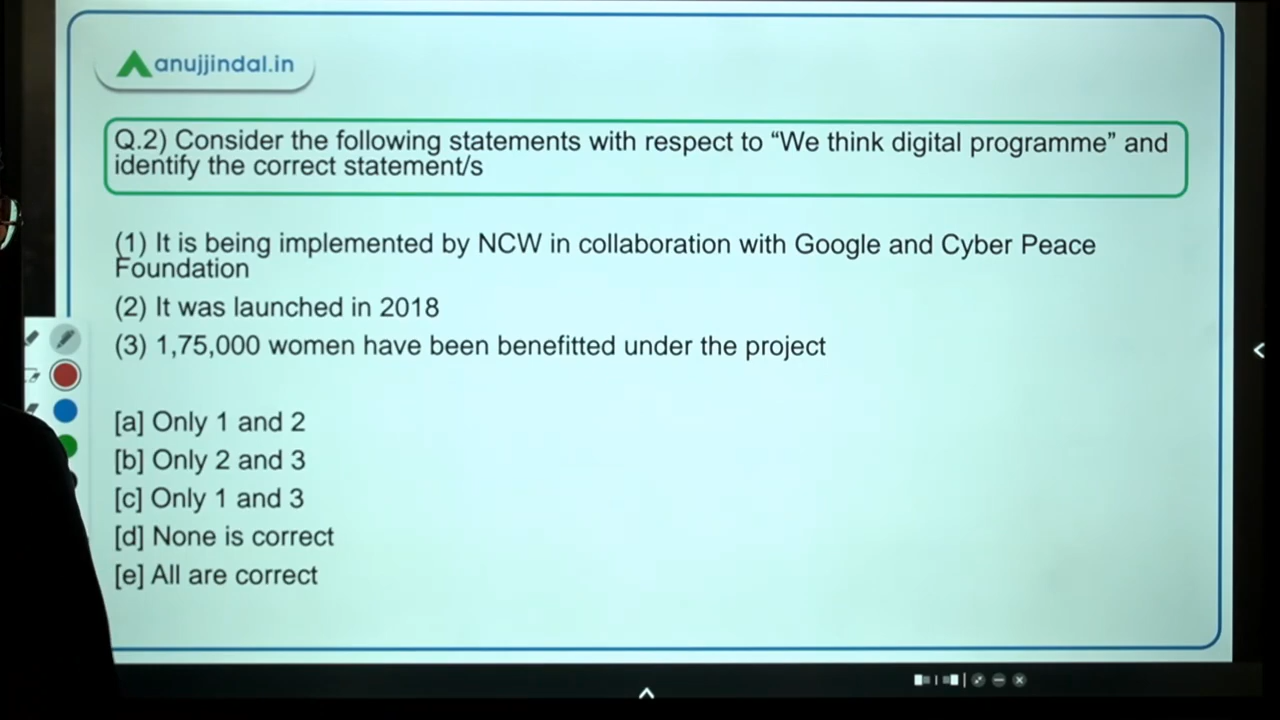 anujjindal.in
Q.2) Consider the following statements with respect to “We think digital programme” and
identify the correct statement/s
(1) It is being implemented by NCW in collaboration with Google and Cyber Peace
Foundation
(2) It was launched in 2018
(3) 1,75,000 women have been benefitted under the project
[a] Only 1 and 2
[b] Only 2 and 3
[c] Only 1 and 3
[d] None is correct
[e] All are correct